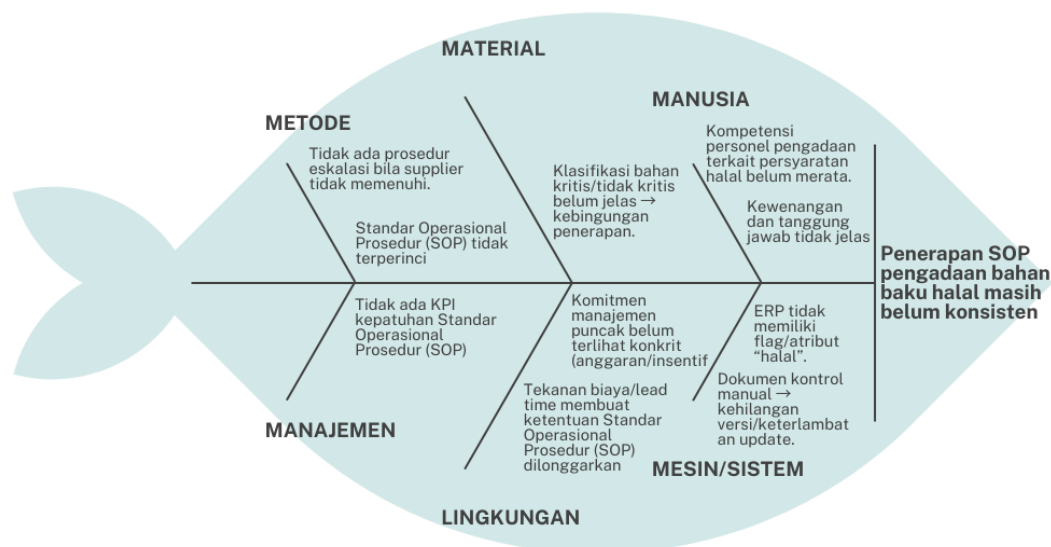 MATERIAL
MANUSIA
METODE
Kompetensi
personel pengadaan
terkait persyaratan
halal belum merata.
Tidak ada prosedur
eskalasi bila supplier
tidak memenuhi.
Klasifikasi bahan
kritis/tidak kritis
belum jelas →
kebingungan
penerapan.
Kewenangan
dan tanggung
jawab tidak jelas
Standar Operasional
Prosedur (SOP) tidak
terperinci
Penerapan SOP
pengadaan bahan
baku halal masih
belum konsisten
Tidak ada KPI
kepatuhan Standar
Operasional
Prosedur (SOP)
Komitmen
manajemen
puncak belum
terlihat konkrit
(anggaran/insentif
ERP tidak
memiliki
flag/atribut
“halal”.
Dokumen kontrol
manual →
kehilangan
versi/keterlambat
an update.
Tekanan biaya/lead
time membuat
ketentuan Standar
Operasional
Prosedur (SOP)
dilonggarkan
MANAJEMEN
MESIN/SISTEM
LINGKUNGAN